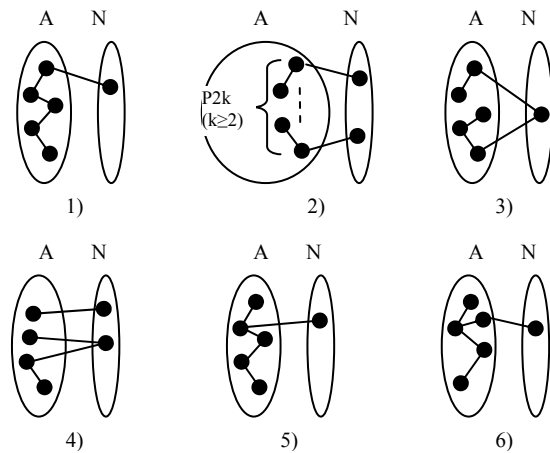 A N A N A N
P2k
(k≥2)
1) 2) 3)
A N A N A N
4) 5) 6)